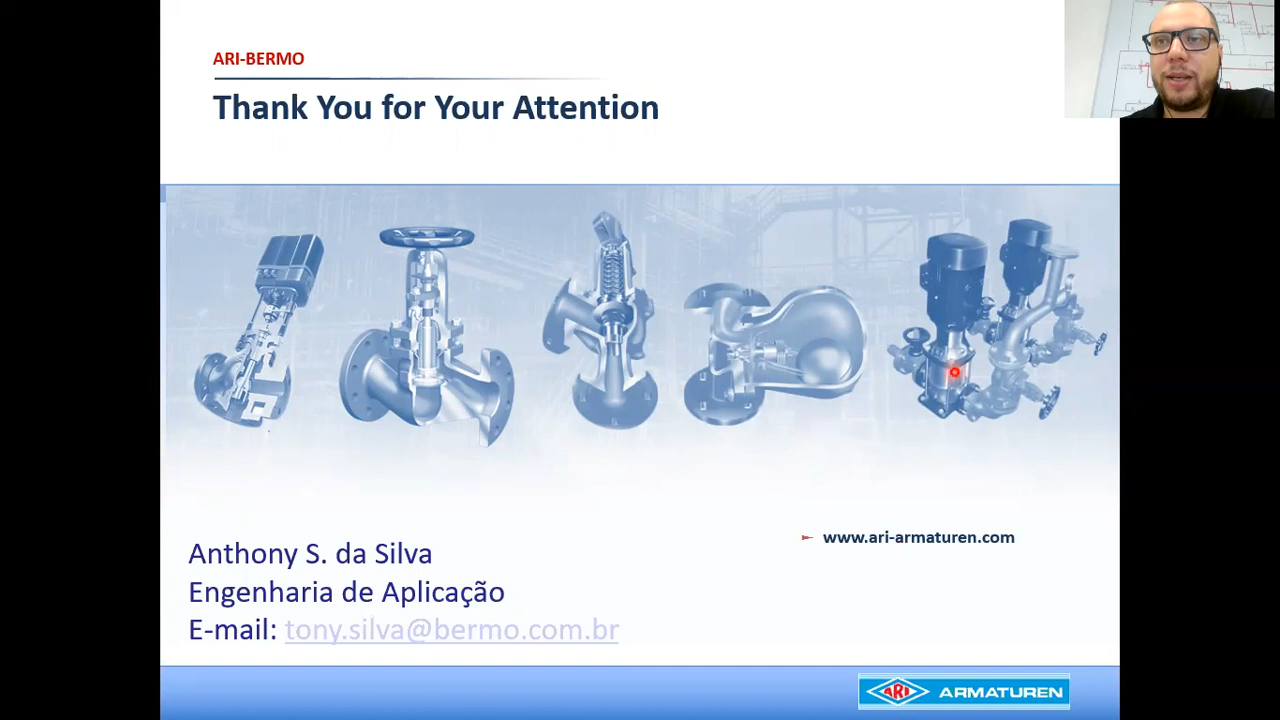 ARI-BERMO
Thank You for Your Attention
www.ari-armaturen.com
Anthony S. da Silva
Engenharia de Aplicação
E-mail: tony.silva@bermo.com.br
ARI ARMATUREN